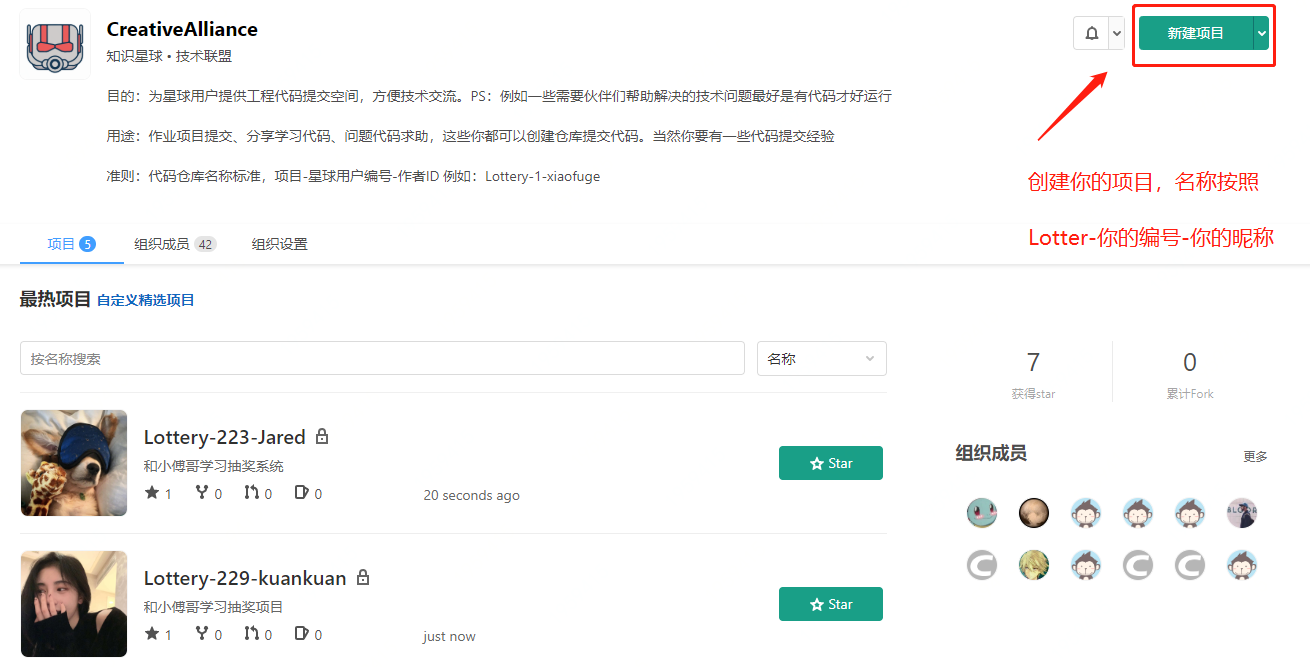 CreativeAlliance
知识星球 • 技术联盟
新建项目
目的：为星球用户提供工程代码提交空间，方便技术交流。PS：例如一些需要伙伴们帮助解决的技术问题最好是有代码才好运行
用途：作业项目提交、分享学习代码、问题代码求助，这些你都可以创建仓库提交代码。当然你要有一些代码提交经验
准则：代码仓库名称标准，项目-星球用户编号-作者ID 例如：Lottery-1-xiaofuge
创建你的项目，名称按照
Lotter-你的编号-你的昵称
项目 5 组织成员 42 组织设置
最热项目 自定义精选项目
按名称搜索 名称
7 0
获得star 累计Fork
Lottery-223-Jared
和小傅哥学习抽奖系统
1 0 0 0 20 seconds ago
Star
组织成员 更多
Lottery-229-kuankuan
和小傅哥学习抽奖项目
1 0 0 0 just now
Star